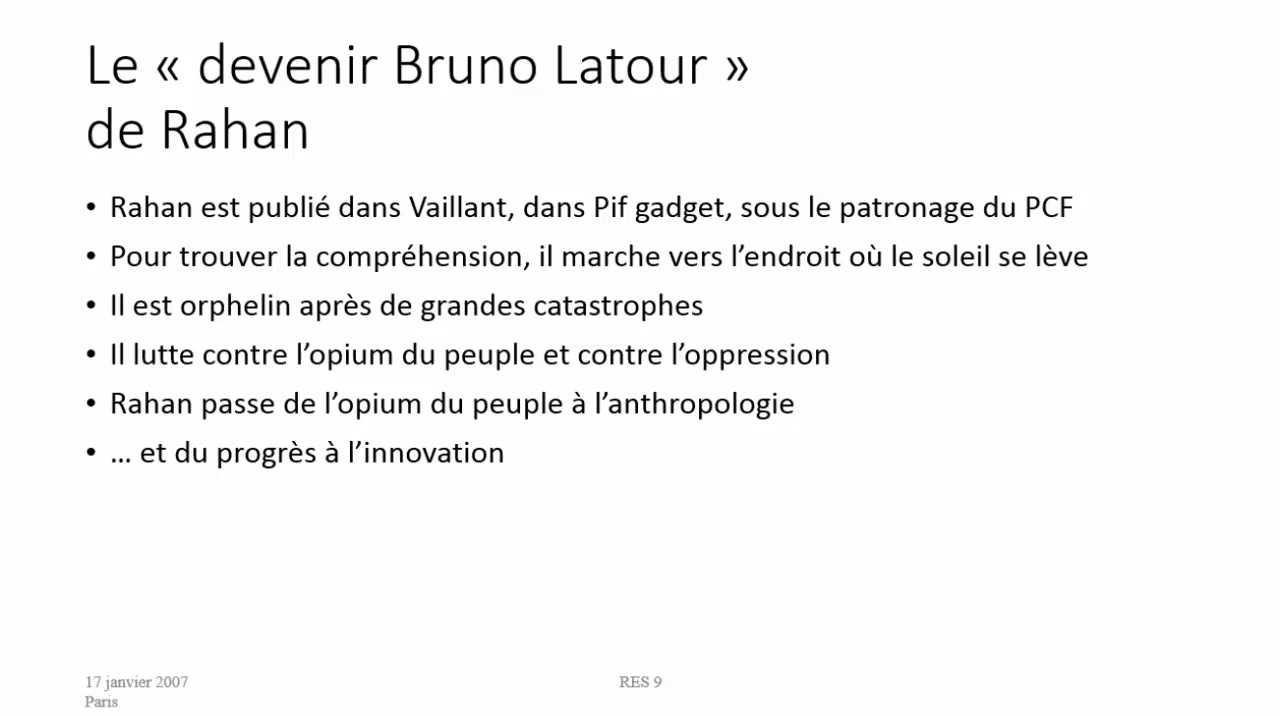 Le « devenir Bruno Latour »
de Rahan
• Rahan est publié dans Vaillant, dans Pif gadget, sous le patronage du PCF
• Pour trouver la compréhension, il marche vers l’endroit où le soleil se lève
• Il est orphelin après de grandes catastrophes
• Il lutte contre l’opium du peuple et contre l’oppression
• Rahan passe de l’opium du peuple à l’anthropologie
• … et du progrès à l’innovation
17 janvier 2007
Paris
RES 9